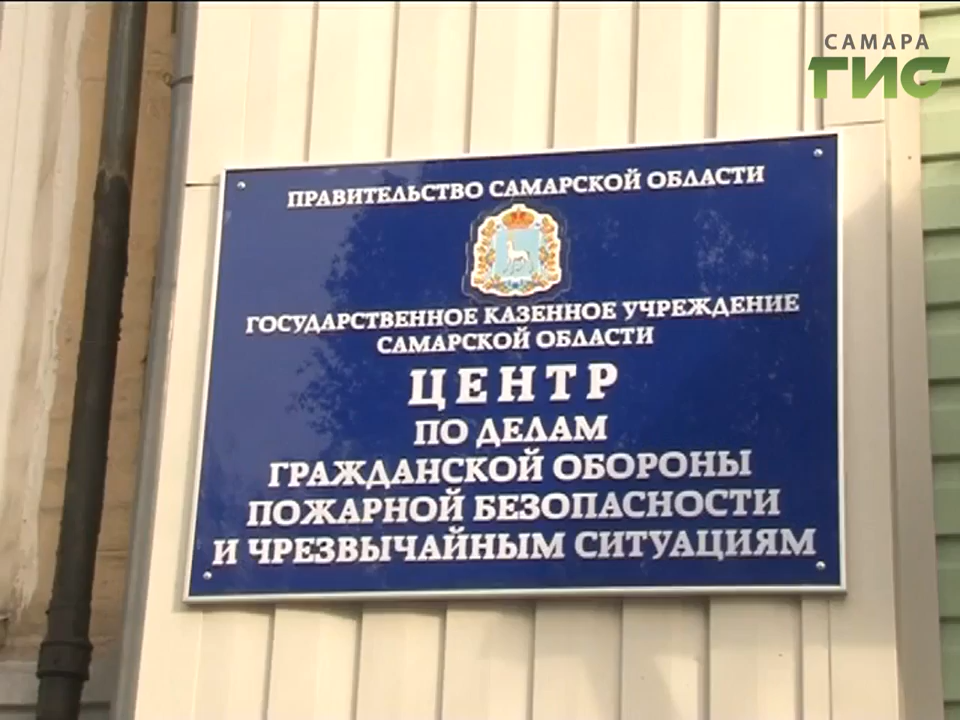 САМАРА
ГИС
ПРАВИТЕЛЬСТВО САМАРСКОЙ ОБЛАСТИ
ГОСУДАРСТВЕННОЕ КАЗЕННОЕ УЧРЕЖДЕНИЕ
САМАРСКОЙ ОБЛАСТИ
ЦЕНТР
ПО ДЕЛАМ
ГРАЖДАНСКОЙ ОБОРОНЫ
ПОЖАРНОЙ БЕЗОПАСНОСТИ
И ЧРЕЗВЫЧАЙНЫМ СИТУАЦИЯМ